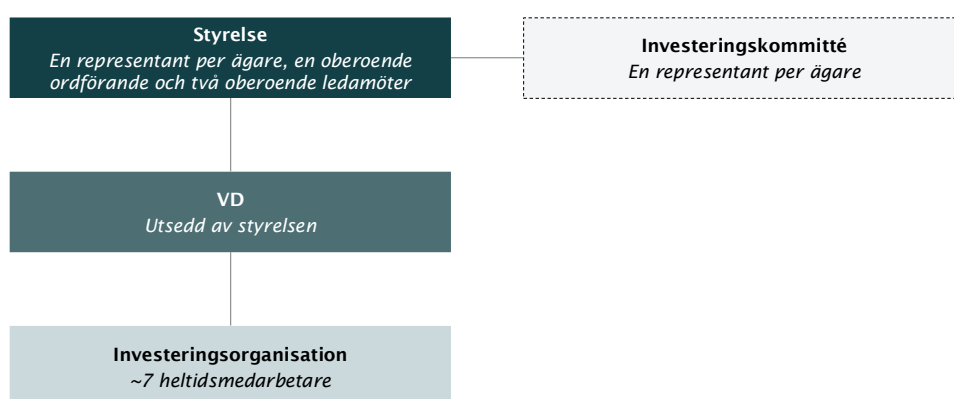 Styrelse
En representant per ägare, en oberoende
ordförande och två oberoende ledamöter
Investeringskommitté
En representant per ägare
VD
Utsedd av styrelsen
Investeringsorganisation
~7 heltidsmedarbetare